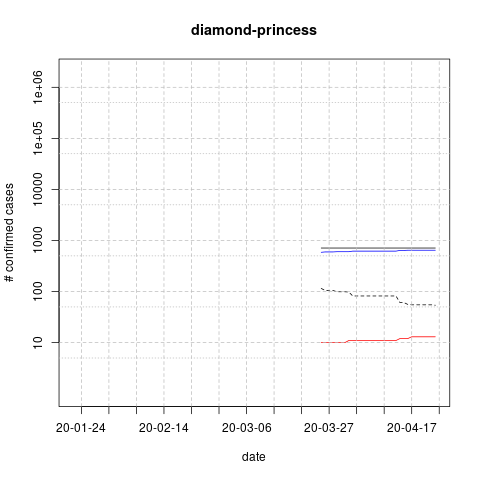 diamond-princess
# confirmed cases
1e+06
1e+05
10000
1000
100
10
20-01-24
20-02-14
20-03-06
20-03-27
20-04-17
date